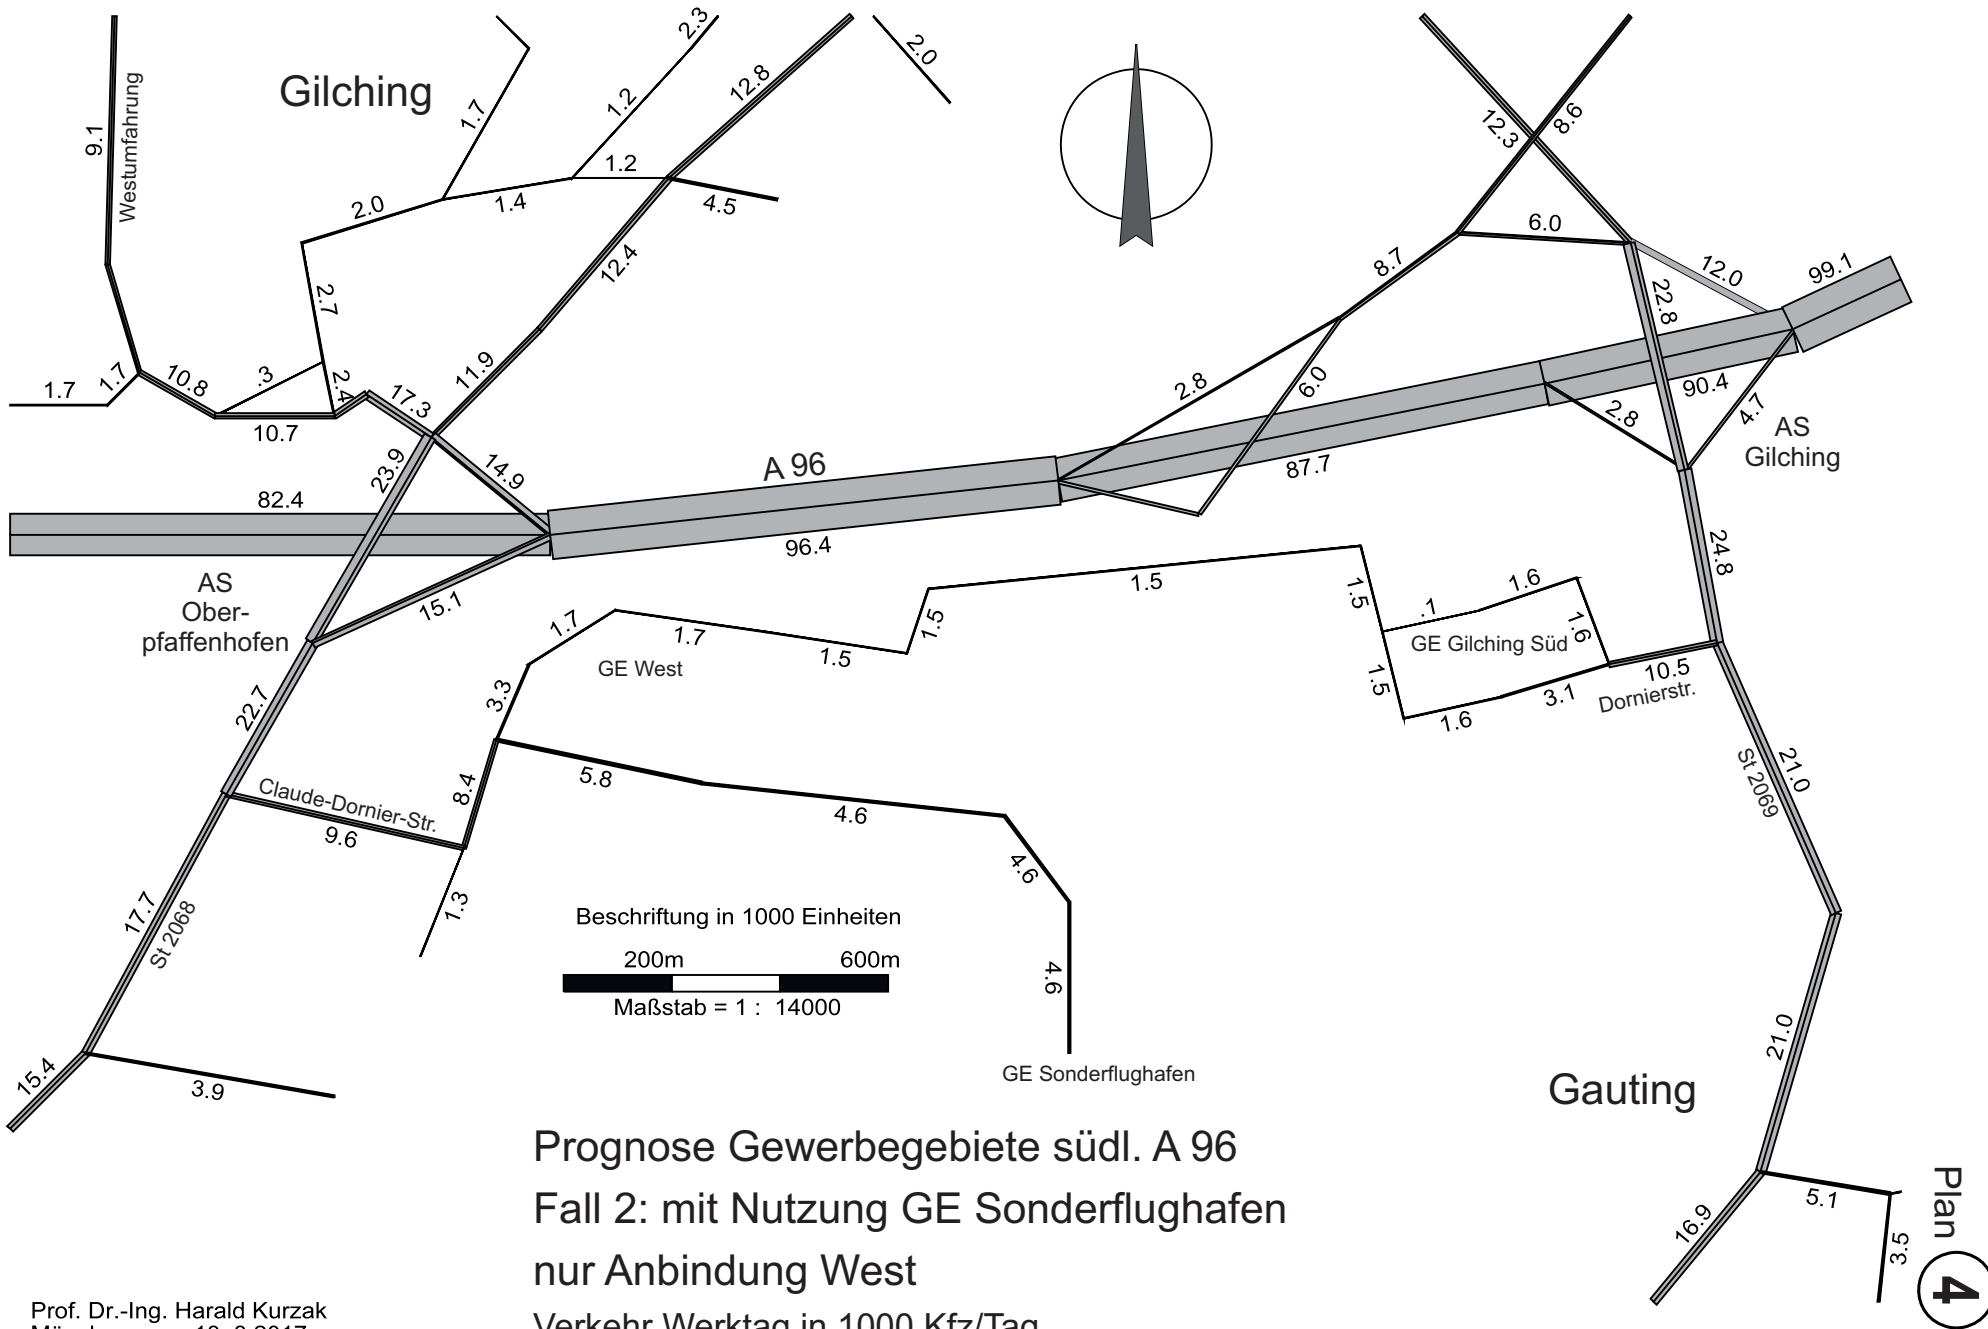 9.1
Westumfahrung
Gilching
1.7
1.2
2.3
12.8
2.0
12.3
8.6
2.0
1.4
1.2
4.5
12.4
2.7
8.7
6.0
22.8
12.0
99.1
1.7
1.7
10.8
.3
2.4
17.3
11.9
10.7
2.8
6.0
2.8
90.4
4.7
AS
Gilching
82.4
23.9
14.9
A 96
96.4
87.7
24.8
AS
Ober-
pfaffenhofen
15.1
1.7
1.7
1.5
1.5
1.5
1.5
.1
1.6
1.6
GE Gilching Süd
GE West
1.5
1.6
3.1
10.5
Dornierstr.
22.7
3.3
5.8
8.4
Claude-Dornier-Str.
9.6
4.6
4.6
4.6
21.0
St 2069
17.7
St 2068
1.3
Beschriftung in 1000 Einheiten
200m 600m
Maßstab = 1 : 14000
GE Sonderflughafen
15.4
3.9
21.0
Gauting
5.1
3.5
16.9
Plan 4
Prognose Gewerbegebiete südl. A 96
Fall 2: mit Nutzung GE Sonderflughafen
nur Anbindung West
Verkehr Werktag in 1000 Kfz/Tag
Prof. Dr.-Ing. Harald Kurzak